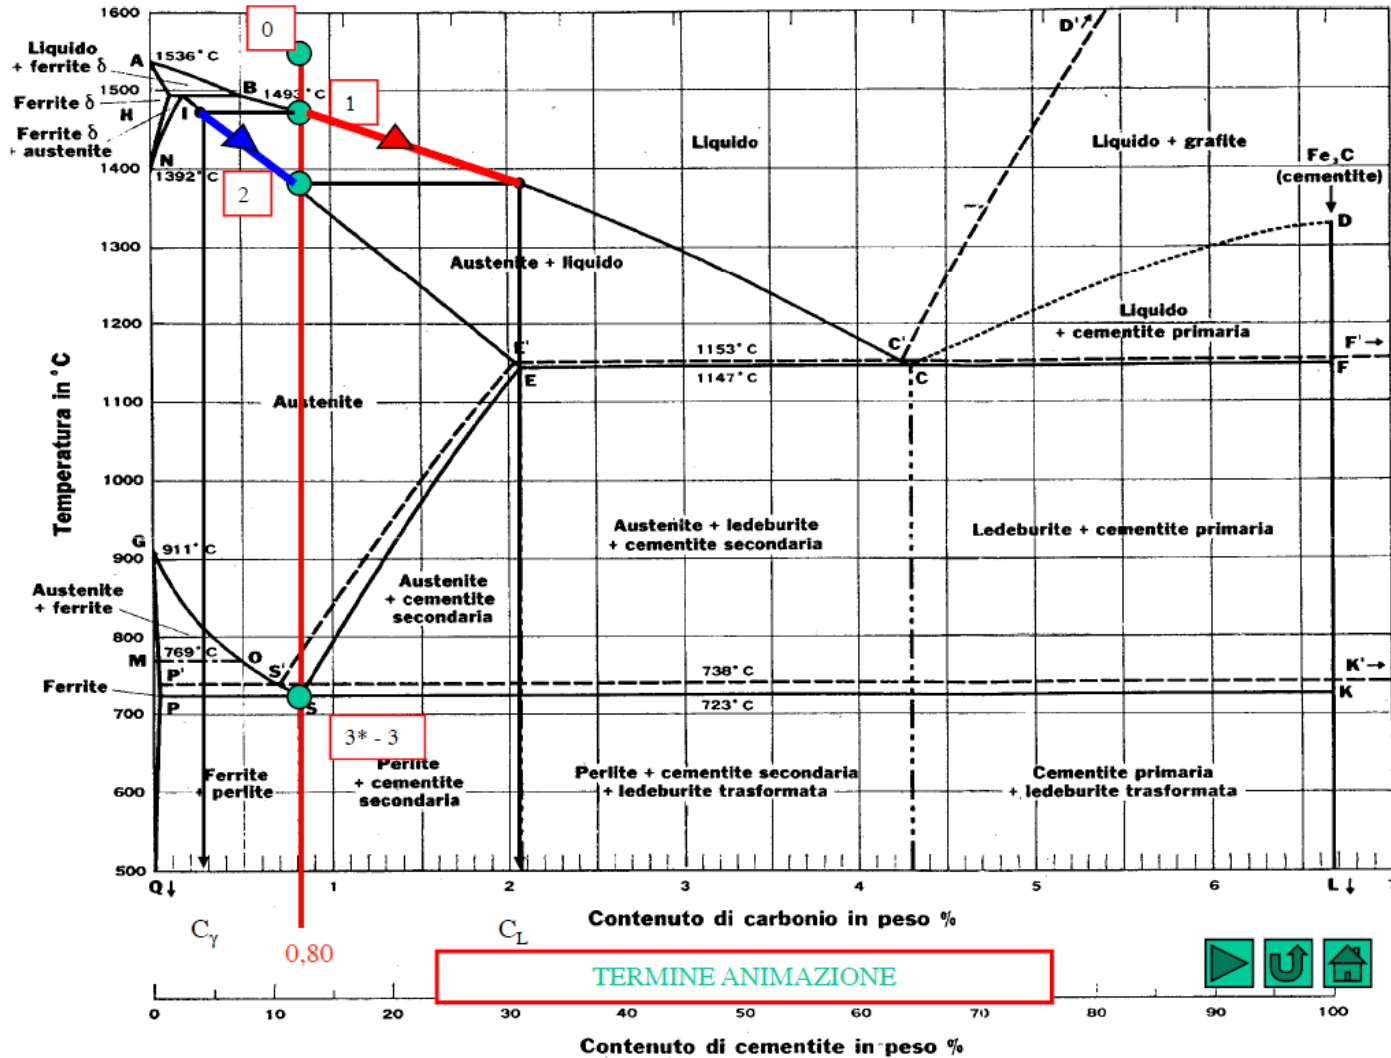 0
1600
Liquido
+ ferrite δ
A
1536°C
D'
1500
B
1493°C
1
Ferrite δ
H
I
Ferrite δ
+ austenite
N
1400
1392°C
2
Liquido
Liquido + grafite
Fe₃C
(cementite)
D
1300
Austenite + liquido
1200
Liquido
+ cementite primaria
E'
1153°C
C'
F'→
E
1147°C
C
F
1100
Austenite
Temperatura in °C
1000
Austenite + ledeburite
+ cementite secondaria
Ledeburite + cementite primaria
G
911°C
900
Austenite
+ ferrite
Austenite
+ cementite
secondaria
800
M
769°C
O
S'
P'
738°C
K'→
Ferrite
P
S
723°C
K
700
3* - 3
Ferrite
+ perlite
Perlite
+ cementite
secondaria
Perlite + cementite secondaria
+ ledeburite trasformata
Cementite primaria
+ ledeburite trasformata
600
500
Q↓
1
2
3
4
5
6
L↓
7
Contenuto di carbonio in peso %
Cγ
0,80
CL
TERMINE ANIMAZIONE
0
10
20
30
40
50
60
70
80
90
100
Contenuto di cementite in peso %